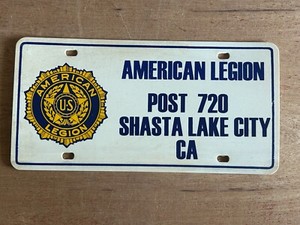 AMERICAN LEGION
POST 720
SHASTA LAKE CITY
CA
AMERICAN
U.S
LEGION